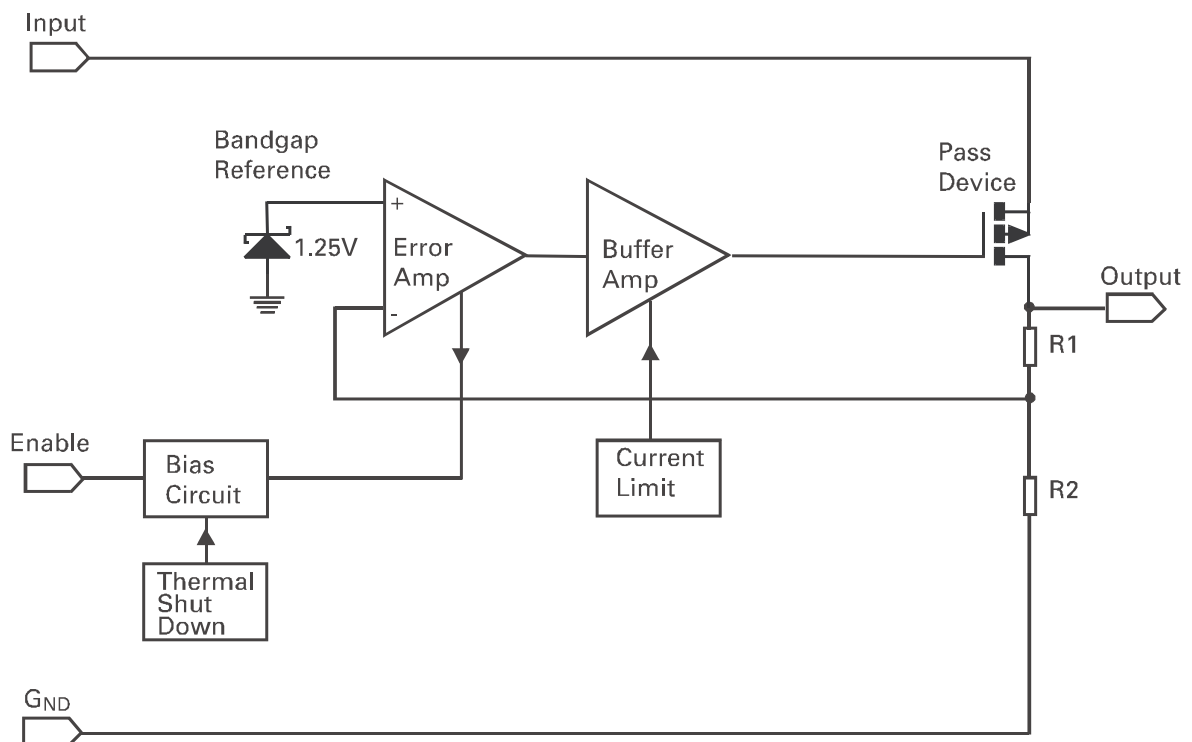 Input
Bandgap
Reference
1.25V
+
Error
Amp
-
Buffer
Amp
Pass
Device
Output
R1
Enable
Bias
Circuit
Current
Limit
R2
Thermal
Shut
Down
GND